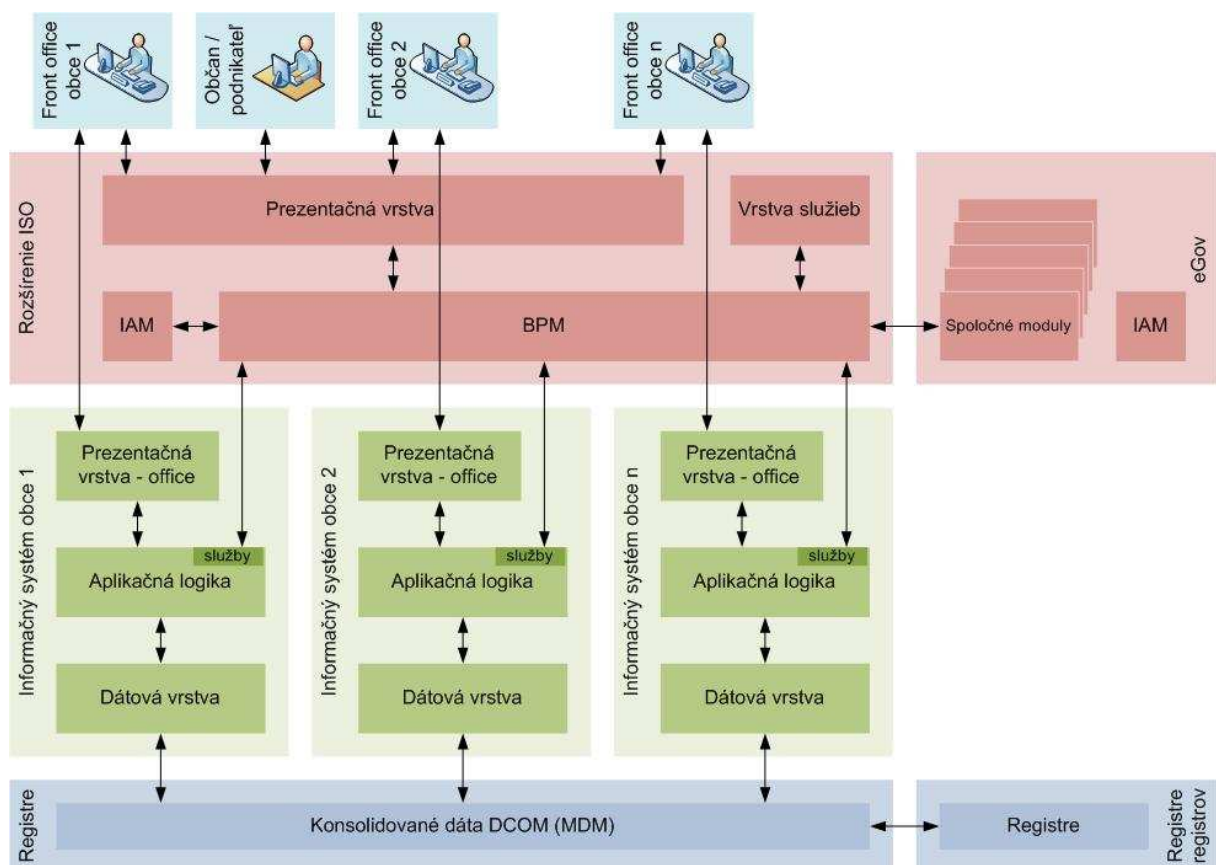 Front office
obce 1
Občan /
podnikateľ
Front office
obce 2
Front office
obce n
Rozšírenie ISO
Prezentačná vrstva
Vrstva služieb
IAM
BPM
Spoločné moduly
IAM
eGov
Informačný systém obce 1
Prezentačná
vrstva - office
služby
Aplikačná logika
Dátová vrstva
Informačný systém obce 2
Prezentačná
vrstva - office
služby
Aplikačná logika
Dátová vrstva
Informačný systém obce n
Prezentačná
vrstva - office
služby
Aplikačná logika
Dátová vrstva
Registre
Konsolidované dáta DCOM (MDM)
Registre
Registre
registrov